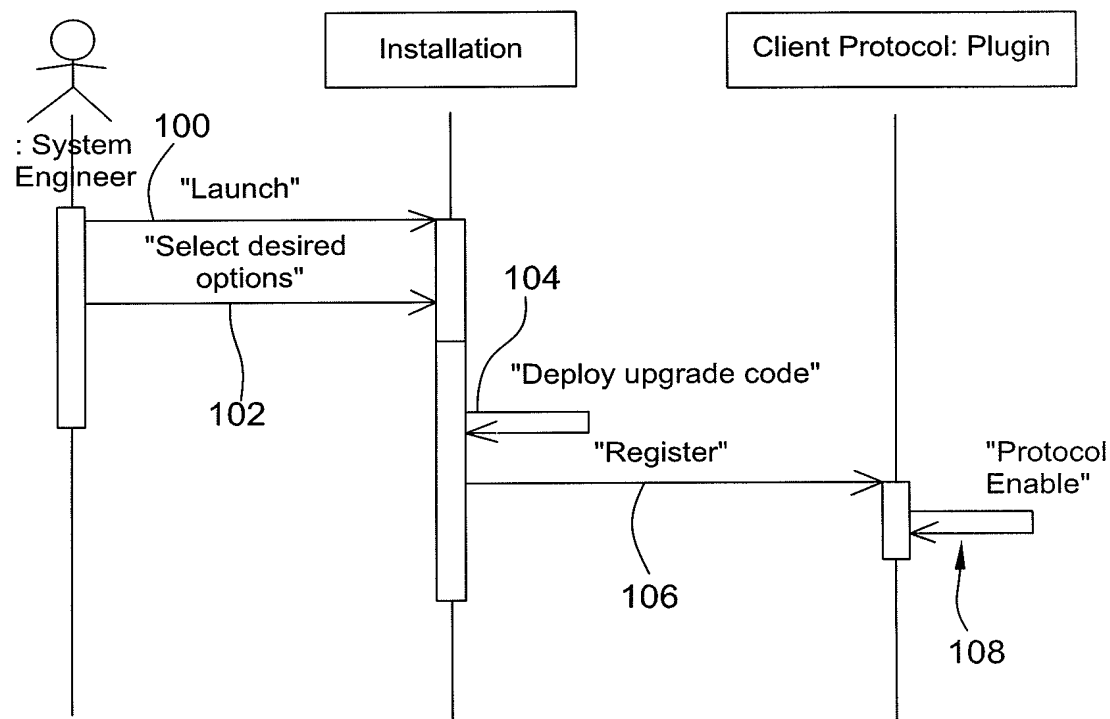 Installation
Client Protocol: Plugin
: System
Engineer
100
"Launch"
"Select desired
options"
102
104
"Deploy upgrade code"
"Register"
106
"Protocol
Enable"
108